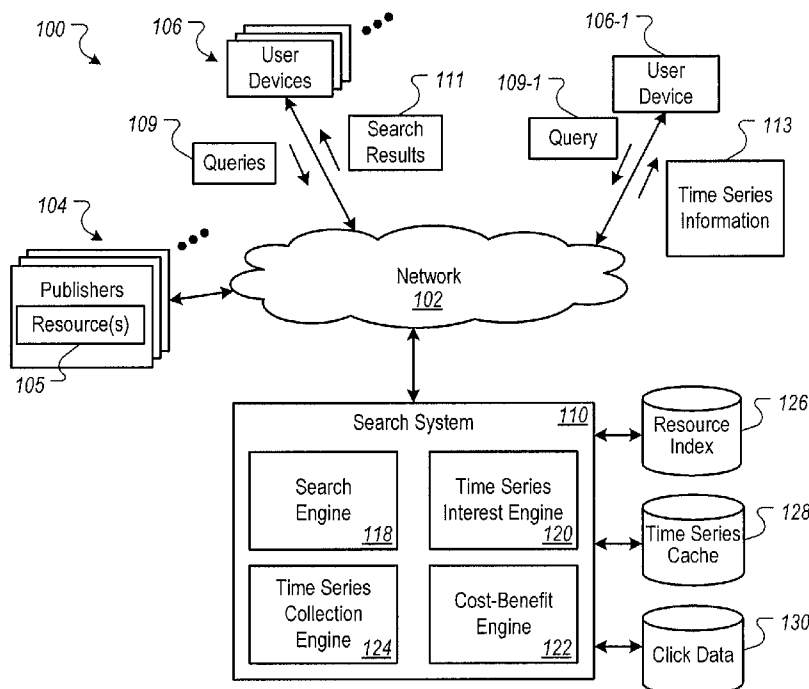 100
106
User
Devices
106-1
User
Device
109
Queries
111
Search
Results
109-1
Query
113
Time Series
Information
104
Publishers
Resource(s)
105
Network
102
Search System
110
Search
Engine
118
Time Series
Interest Engine
120
Time Series
Collection
Engine
124
Cost-Benefit
Engine
122
Resource
Index
126
Time Series
Cache
128
Click Data
130